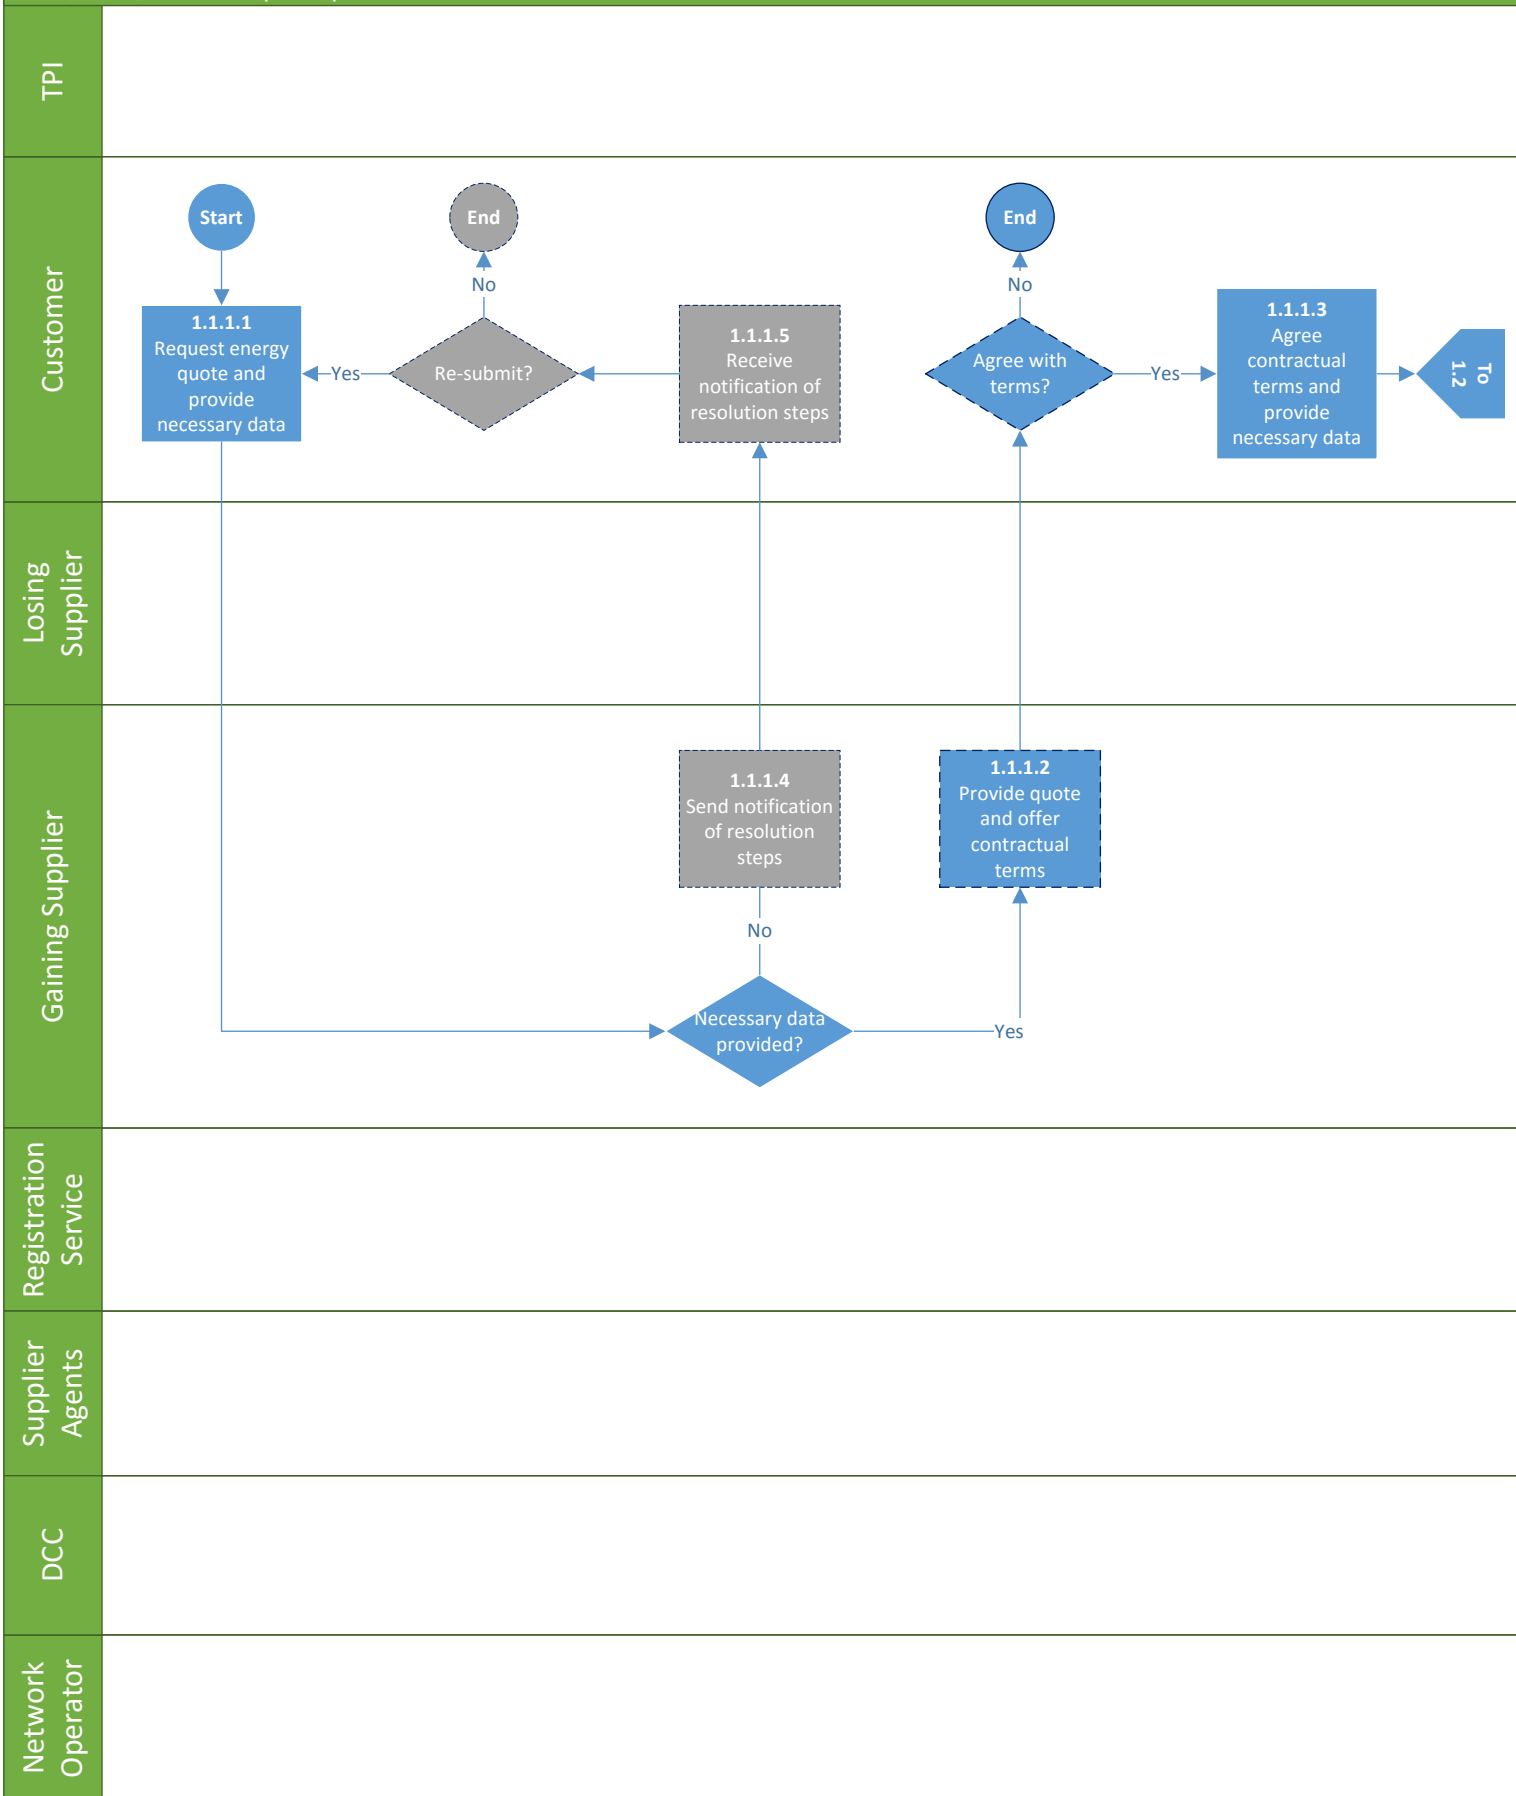 TPI
Customer
Start
End
End
No
No
1.1.1.1
Request energy
quote and
provide
necessary data
Yes
Re-submit?
1.1.1.5
Receive
notification of
resolution steps
Agree with
terms?
Yes
1.1.1.3
Agree
contractual
terms and
provide
necessary data
To
1.2
Losing
Supplier
Gaining Supplier
1.1.1.4
Send notification
of resolution
steps
1.1.1.2
Provide quote
and offer
contractual
terms
No
Necessary data
provided?
Yes
Registration
Service
Supplier
Agents
DCC
Network
Operator